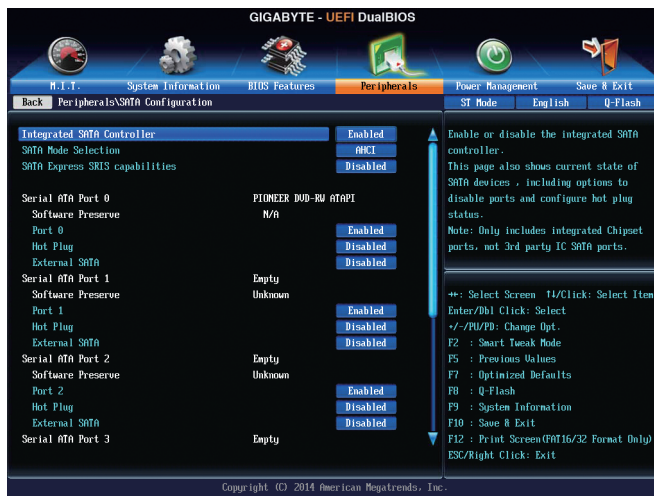 GIGABYTE - UEFI DualBIOS
M.I.T.
System Information
BIOS Features
Peripherals
Power Management
Save & Exit
Back Peripherals\SATA Configuration
ST Mode English Q-Flash
Integrated SATA Controller Enabled
SATA Mode Selection AHCI
SATA Express SRIS capabilities Disabled
Serial ATA Port 0 PIONEER DVD-RW ATAPI
Software Preserve N/A
Port 0 Enabled
Hot Plug Disabled
External SATA Disabled
Serial ATA Port 1 Empty
Software Preserve Unknown
Port 1 Enabled
Hot Plug Disabled
External SATA Disabled
Serial ATA Port 2 Empty
Software Preserve Unknown
Port 2 Enabled
Hot Plug Disabled
External SATA Disabled
Serial ATA Port 3 Empty
Enable or disable the integrated SATA
controller.
This page also shows current state of
SATA devices , including options to
disable ports and configure hot plug
status.
Note: Only includes integrated Chipset
ports, not 3rd party IC SATA ports.
→←: Select Screen ↑↓/Click: Select Item
Enter/Dbl Click: Select
+/-/PU/PD: Change Opt.
F2 : Smart Tweak Mode
F5 : Previous Values
F7 : Optimized Defaults
F8 : Q-Flash
F9 : System Information
F10 : Save & Exit
F12 : Print Screen(FAT16/32 Format Only)
ESC/Right Click: Exit
Copyright (C) 2014 American Megatrends, Inc.